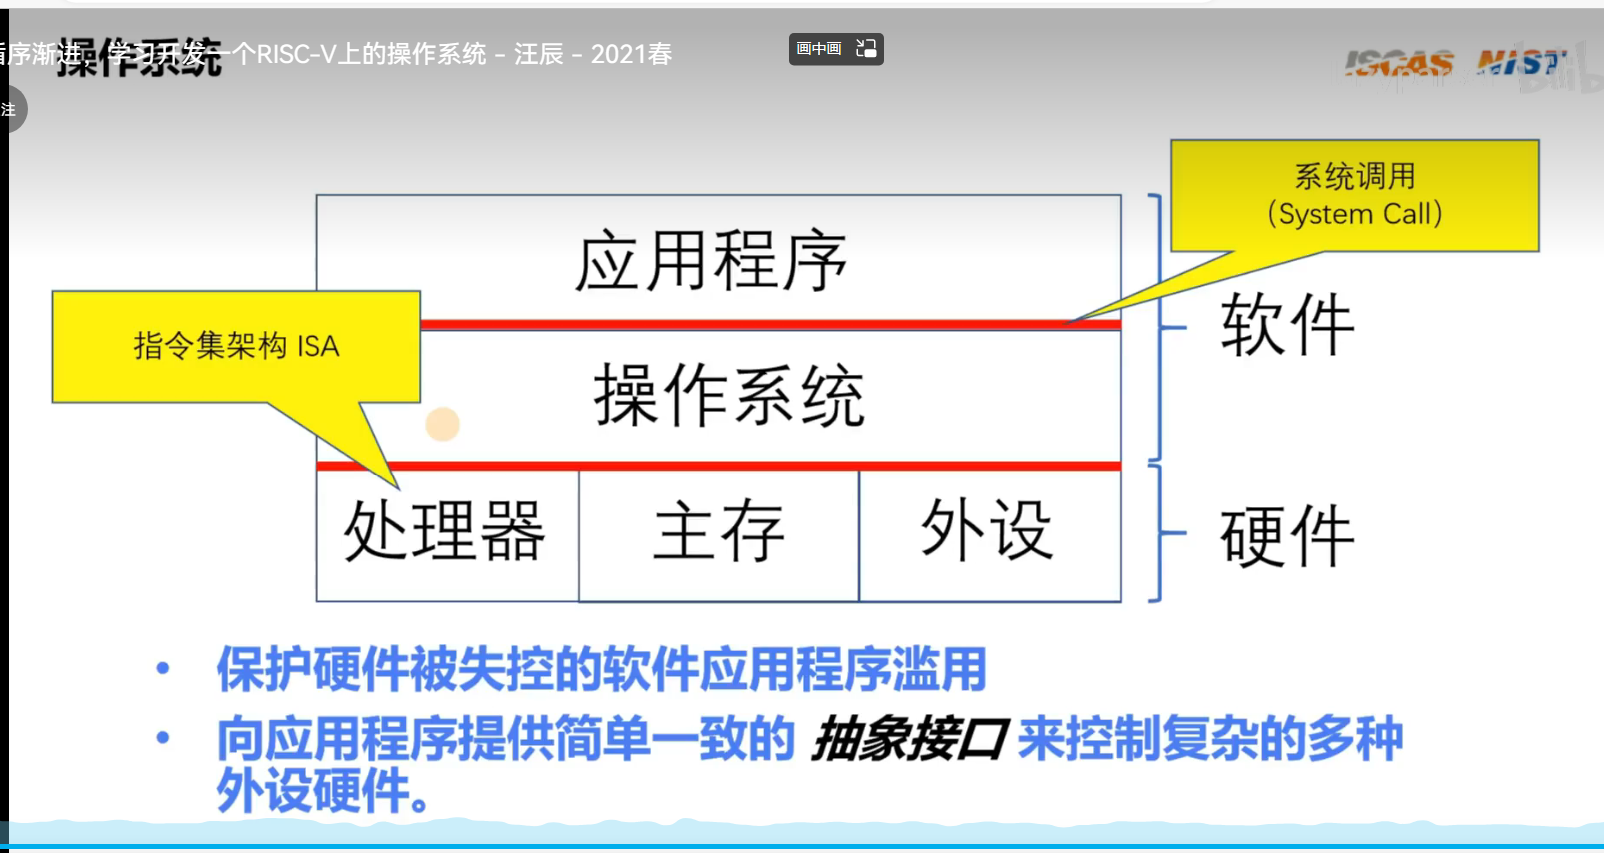 序渐进，学习开发一个RISC-V上的操作系统 - 汪辰 - 2021春
操作系统
画中画
ISCAS NIST
注
系统调用
（System Call）
应用程序
软件
指令集架构 ISA
操作系统
处理器 主存 外设
硬件
• 保护硬件被失控的软件应用程序滥用
• 向应用程序提供简单一致的 抽象接口 来控制复杂的多种
外设硬件。